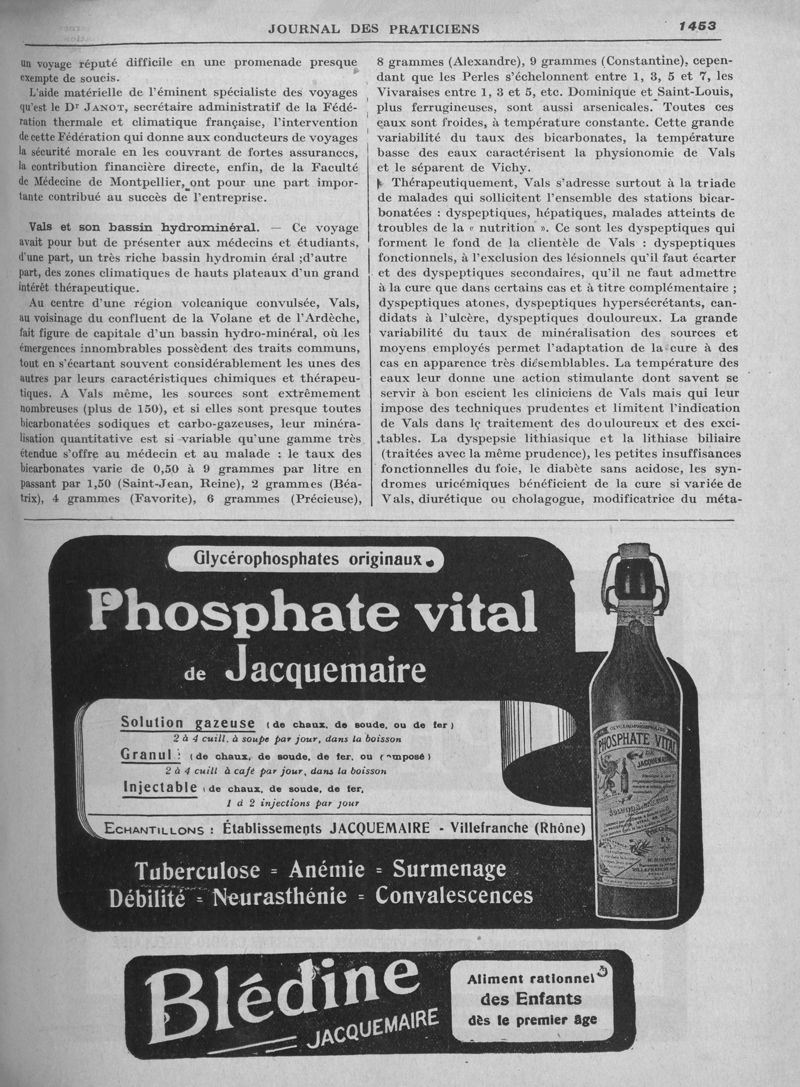 JOURNAL DES PRATICIENS
1453
un voyage réputé difficile en une promenade presque
exempte de soucis.
L'aide matérielle de l'éminent spécialiste des voyages
qu'est le Dr JANOT, secrétaire administratif de la Fédé-
ration thermale et climatique française, l'intervention
de cette Fédération qui donne aux conducteurs de voyages
la sécurité morale en les couvrant de fortes assurances,
la contribution financière directe, enfin, de la Faculté
de Médecine de Montpellier, ont pour une part impor-
tante contribué au succès de l'entreprise.
Vals et son bassin hydrominéral. — Ce voyage
avait pour but de présenter aux médecins et étudiants,
d'une part, un très riche bassin hydromin éral ;d'autre
part, des zones climatiques de hauts plateaux d'un grand
intérêt thérapeutique.
Au centre d'une région volcanique convulsée, Vals,
au voisinage du confluent de la Volane et de l'Ardèche,
fait figure de capitale d'un bassin hydro-minéral, où les
émergences innombrables possèdent des traits communs,
tout en s'écartant souvent considérablement les unes des
autres par leurs caractéristiques chimiques et thérapeu-
tiques. A Vals même, les sources sont extrêmement
nombreuses (plus de 150), et si elles sont presque toutes
bicarbonatées sodiques et carbo-gazeuses, leur minéra-
lisation quantitative est si variable qu'une gamme très
étendue s'offre au médecin et au malade : le taux des
bicarbonates varie de 0,50 à 9 grammes par litre en
passant par 1,50 (Saint-Jean, Reine), 2 grammes (Béa-
trix), 4 grammes (Favorite), 6 grammes (Précieuse),
8 grammes (Alexandre), 9 grammes (Constantine), cepen-
dant que les Perles s'échelonnent entre 1, 3, 5 et 7, les
Vivaraises entre 1, 3 et 5, etc. Dominique et Saint-Louis,
plus ferrugineuses, sont aussi arsenicales. Toutes ces
eaux sont froides, à température constante. Cette grande
variabilité du taux des bicarbonates, la température
basse des eaux caractérisent la physionomie de Vals
et le séparent de Vichy.
Thérapeutiquement, Vals s'adresse surtout à la triade
de malades qui sollicitent l'ensemble des stations bicar-
bonatées : dyspeptiques, hépatiques, malades atteints de
troubles de la « nutrition ». Ce sont les dyspeptiques qui
forment le fond de la clientèle de Vals : dyspeptiques
fonctionnels, à l'exclusion des lésionnels qu'il faut écarter
et des dyspeptiques secondaires, qu'il ne faut admettre
à la cure que dans certains cas et à titre complémentaire ;
dyspeptiques atones, dyspeptiques hypersécrétants, can-
didats à l'ulcère, dyspeptiques douloureux. La grande
variabilité du taux de minéralisation des sources et
moyens employés permet l'adaptation de la cure à des
cas en apparence très dissemblables. La température des
eaux leur donne une action stimulante dont savent se
servir à bon escient les cliniciens de Vals mais qui leur
impose des techniques prudentes et limitent l'indication
de Vals dans le traitement des douloureux et des exci-
tables. La dyspepsie lithiasique et la lithiase biliaire
(traitées avec la même prudence), les petites insuffisances
fonctionnelles du foie, le diabète sans acidose, les syn-
dromes uricémiques bénéficient de la cure si variée de
Vals, diurétique ou cholagogue, modificatrice du méta-
Glycérophosphates originaux
Phosphate vital
de Jacquemaire
Solution gazeuse (de chaux, de soude, ou de fer)
2 à 4 cuill. à soupe par jour, dans la boisson
Granulé : (de chaux, de soude, de fer, ou composé)
2 à 4 cuill à café par jour, dans la boisson
Injectable (de chaux, de soude, de fer,
1 à 2 injections par jour
ECHANTILLONS : Établissements JACQUEMAIRE - Villefranche (Rhône)
Tuberculose = Anémie = Surmenage
Débilité = Neurasthénie = Convalescences
PHOSPHATE VITAL
DE
JACQUEMAIRE
Blédine
JACQUEMAIRE
Aliment rationnel
des Enfants
dès le premier âge